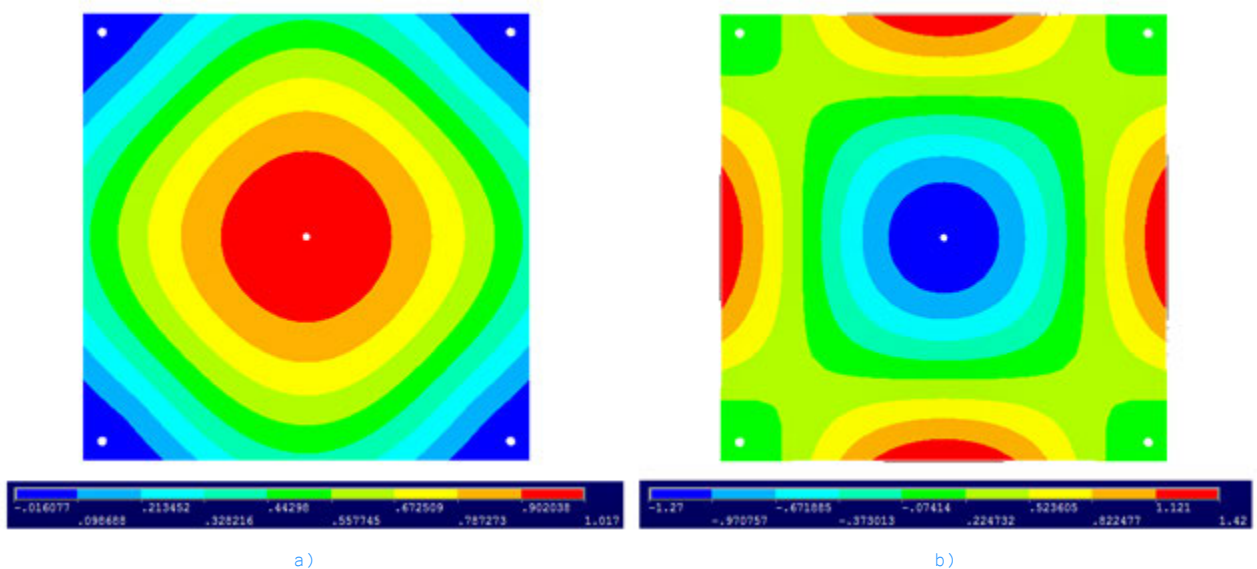 -.016077 .213452 .44298 .672509 .902038
.098688 .328216 .557745 .787273 1.017
-1.27 -.671885 -.07414 .523605 1.121
-.970757 -.373013 .224732 .822477 1.42
a) b)